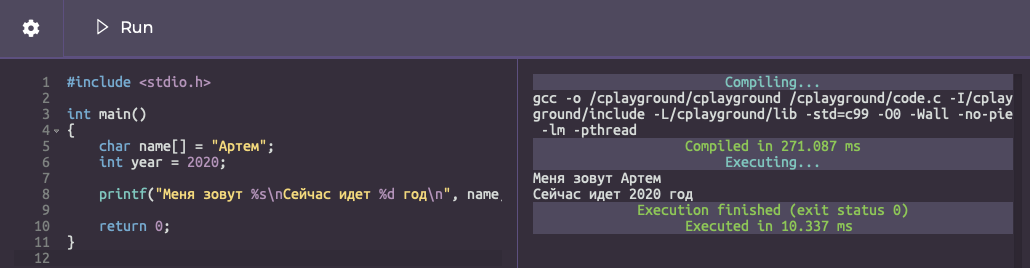 Run
1 #include <stdio.h>
2
3 int main()
4 {
5 char name[] = "Артем";
6 int year = 2020;
7
8 printf("Меня зовут %s\nСейчас идет %d год\n", name,
9
10 return 0;
11 }
12
Compiling...
gcc -o /cplayground/cplayground /cplayground/code.c -I/cplay
ground/include -L/cplayground/lib -std=c99 -O0 -Wall -no-pie
-lm -pthread
Compiled in 271.087 ms
Executing...
Меня зовут Артем
Сейчас идет 2020 год
Execution finished (exit status 0)
Executed in 10.337 ms